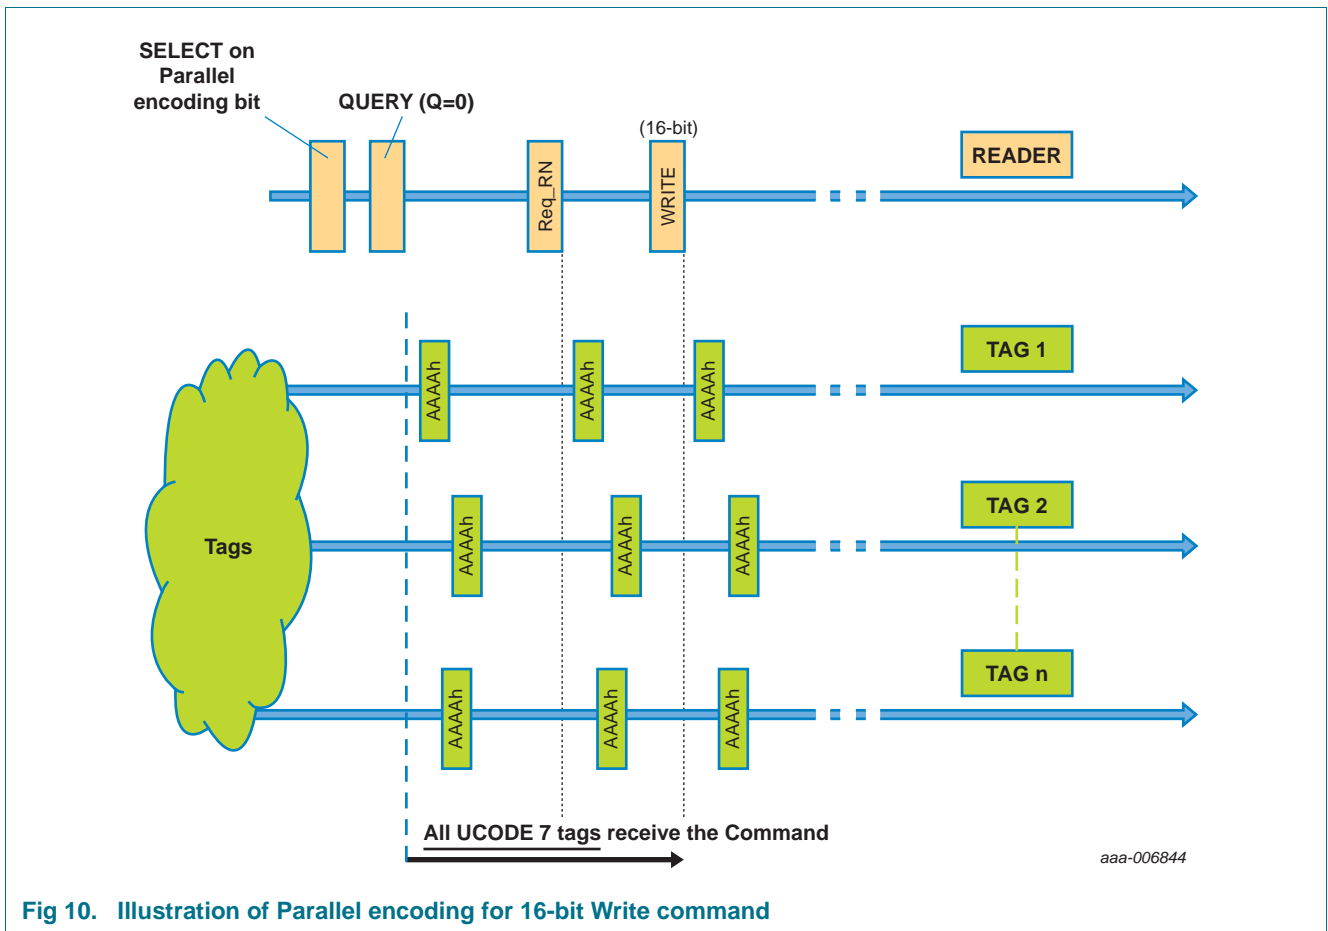 SELECT on
Parallel
encoding bit
QUERY (Q=0)
(16-bit)
READER
Req_RN
WRITE
TAG 1
AAAAh
AAAAh
AAAAh
TAG 2
Tags
AAAAh
AAAAh
AAAAh
TAG n
AAAAh
AAAAh
AAAAh
All UCODE 7 tags receive the Command
aaa-006844
Fig 10. Illustration of Parallel encoding for 16-bit Write command